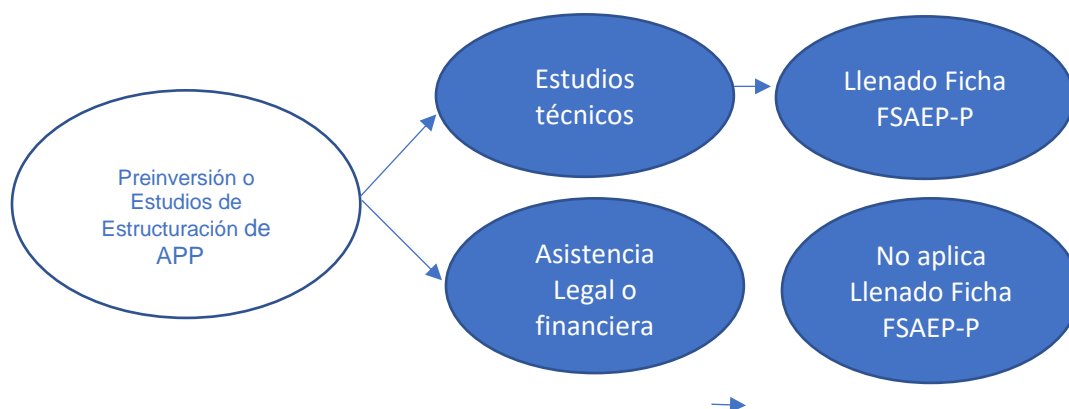 Preinversión o
Estudios de
Estructuración de
APP
Estudios
técnicos
Llenado Ficha
FSAEP-P
Asistencia
Legal o
financiera
No aplica
Llenado Ficha
FSAEP-P